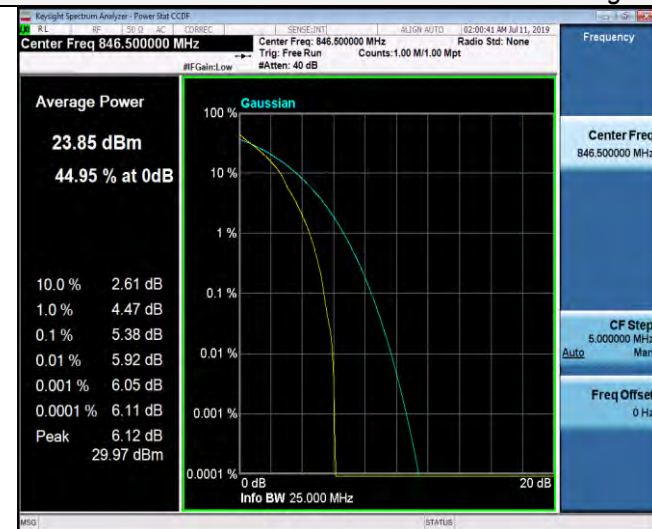 Keysight Spectrum Analyzer - Power Stat CCDF
RL RF 50 Ω AC CORREC SENSE:INT ALIGN AUTO 02:00:41 AM Jul 11, 2019
Center Freq 846.500000 MHz
Center Freq: 846.500000 MHz Radio Std: None
Trig: Free Run Counts:1.00 M/1.00 Mpt
#IFGain:Low #Atten: 40 dB
Frequency
Average Power
23.85 dBm
44.95 % at 0dB
10.0 % 2.61 dB
1.0 % 4.47 dB
0.1 % 5.38 dB
0.01 % 5.92 dB
0.001 % 6.05 dB
0.0001 % 6.11 dB
Peak 6.12 dB
29.97 dBm
Gaussian
100 %
10 %
1 %
0.1 %
0.01 %
0.001 %
0.0001 %
0 dB 20 dB
Info BW 25.000 MHz
Center Freq
846.500000 MHz
CF Step
5.000000 MHz
Auto Man
Freq Offset
0 Hz
MSG STATUS